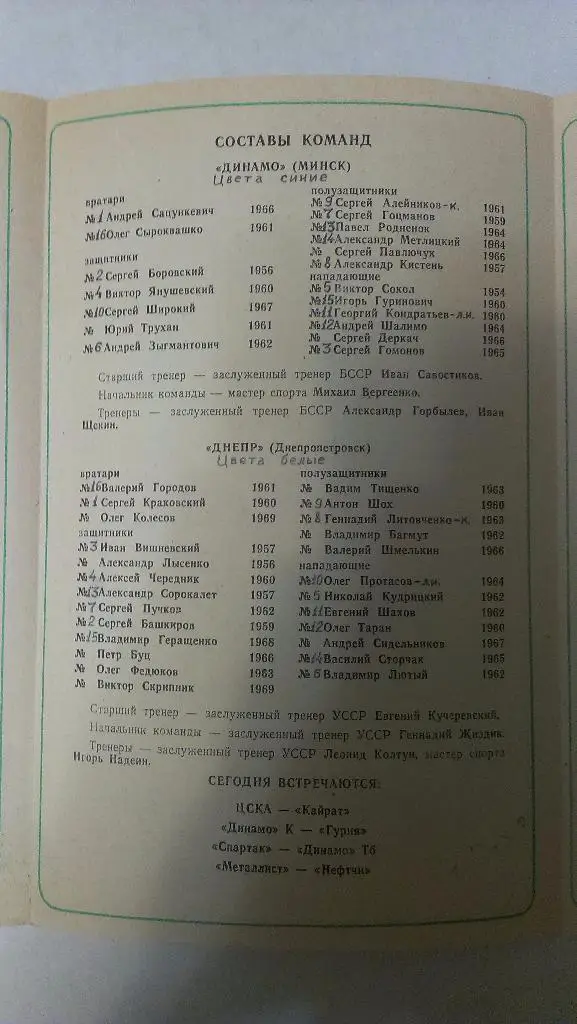 СОСТАВЫ КОМАНД
«ДИНАМО» (МИНСК)
Цвета синие
вратари
№1 Андрей Сацункевич 1966
№16 Олег Сыроквашко 1961
защитники
№2 Сергей Боровский 1956
№4 Виктор Янушевский 1960
№10 Сергей Широкий 1967
№ Юрий Трухан 1961
№6 Андрей Зыгмантович 1962
полузащитники
№9 Сергей Алейников-к. 1961
№7 Сергей Гоцманов 1959
№13 Павел Родненок 1964
№14 Александр Метлицкий 1964
№ Сергей Павлючук 1966
№8 Александр Кистень 1957
нападающие
№5 Виктор Сокол 1954
№15 Игорь Гуринович 1960
№11 Георгий Кондратьев-л.и. 1960
№12 Андрей Шалимо 1964
№ Сергей Деркач 1966
№3 Сергей Гомонов 1965
Старший тренер — заслуженный тренер БССР Иван Савостиков.
Начальник команды — мастер спорта Михаил Вергеенко.
Тренеры — заслуженный тренер БССР Александр Горбылев, Иван
Щекин.
«ДНЕПР» (Днепропетровск)
Цвета белые
вратари
№16 Валерий Городов 1961
№1 Сергей Краковский 1960
№ Олег Колесов 1969
защитники
№3 Иван Вишневский 1957
№ Александр Лысенко 1956
№4 Алексей Чередник 1960
№13 Александр Сорокалет 1957
№7 Сергей Пучков 1962
№2 Сергей Башкиров 1959
№15 Владимир Геращенко 1968
№ Петр Буц 1966
№ Олег Федюков 1963
№ Виктор Скрипник 1969
полузащитники
№ Вадим Тищенко 1963
№9 Антон Шох 1960
№8 Геннадий Литовченко-к. 1963
№ Владимир Багмут 1962
№ Валерий Шмелькин 1966
нападающие
№10 Олег Протасов-л.и. 1964
№5 Николай Кудрицкий 1962
№11 Евгений Шахов 1962
№12 Олег Таран 1960
№ Андрей Сидельников 1967
№14 Василий Сторчак 1965
№6 Владимир Лютый 1962
Старший тренер — заслуженный тренер УССР Евгений Кучеревский.
Начальник команды — заслуженный тренер УССР Геннадий Жиздик.
Тренеры — заслуженный тренер УССР Леонид Колтун, мастер спорта
Игорь Надеин.
СЕГОДНЯ ВСТРЕЧАЮТСЯ:
ЦСКА — «Кайрат»
«Динамо» К — «Гурия»
«Спартак» — «Динамо» Тб
«Металлист» — «Нефтчи»